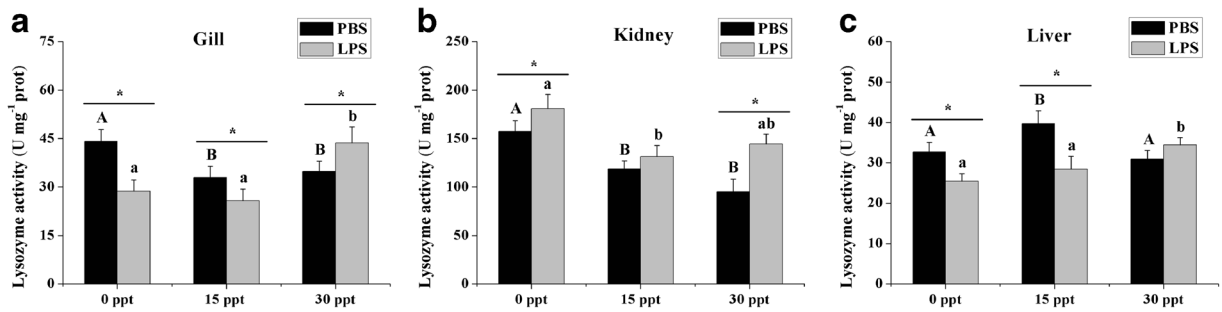 a
Gill
PBS
LPS
Lysozyme activity (U mg⁻¹ prot)
75
60
45
30
15
0
*
*
*
A
a
B
a
B
b
0 ppt
15 ppt
30 ppt
b
Kidney
PBS
LPS
Lysozyme activity (U mg⁻¹ prot)
250
200
150
100
50
0
*
*
A
a
B
b
B
ab
0 ppt
15 ppt
30 ppt
c
Liver
PBS
LPS
Lysozyme activity (U mg⁻¹ prot)
60
50
40
30
20
10
0
*
*
A
a
B
a
A
b
0 ppt
15 ppt
30 ppt